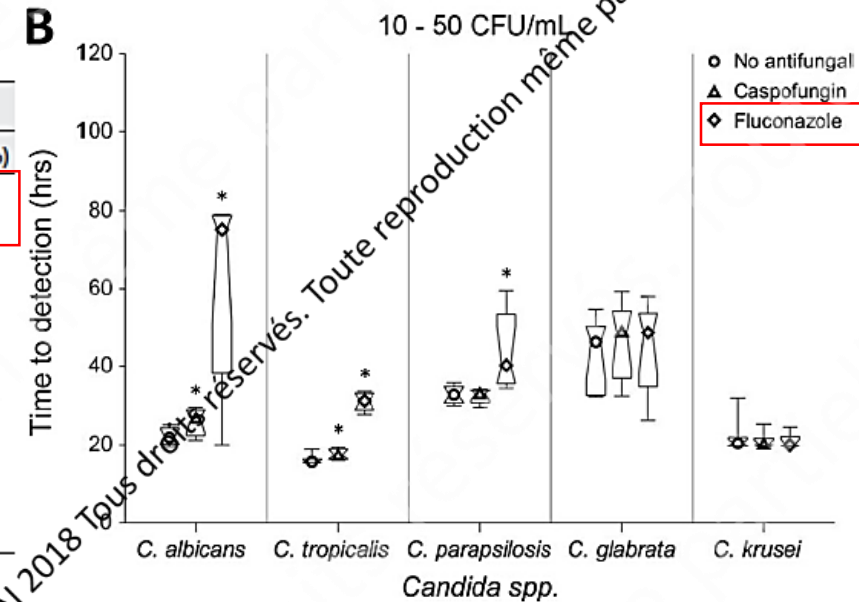 B
10 - 50 CFU/mL
No antifungal
Caspofungin
Fluconazole
Time to detection (hrs)
120
100
80
60
40
20
0
*
*
*
*
*
C. albicans
C. tropicalis
C. parapsilosis
C. glabrata
C. krusei
Candida spp.
2018 Tous droits réservés. Toute reproduction même